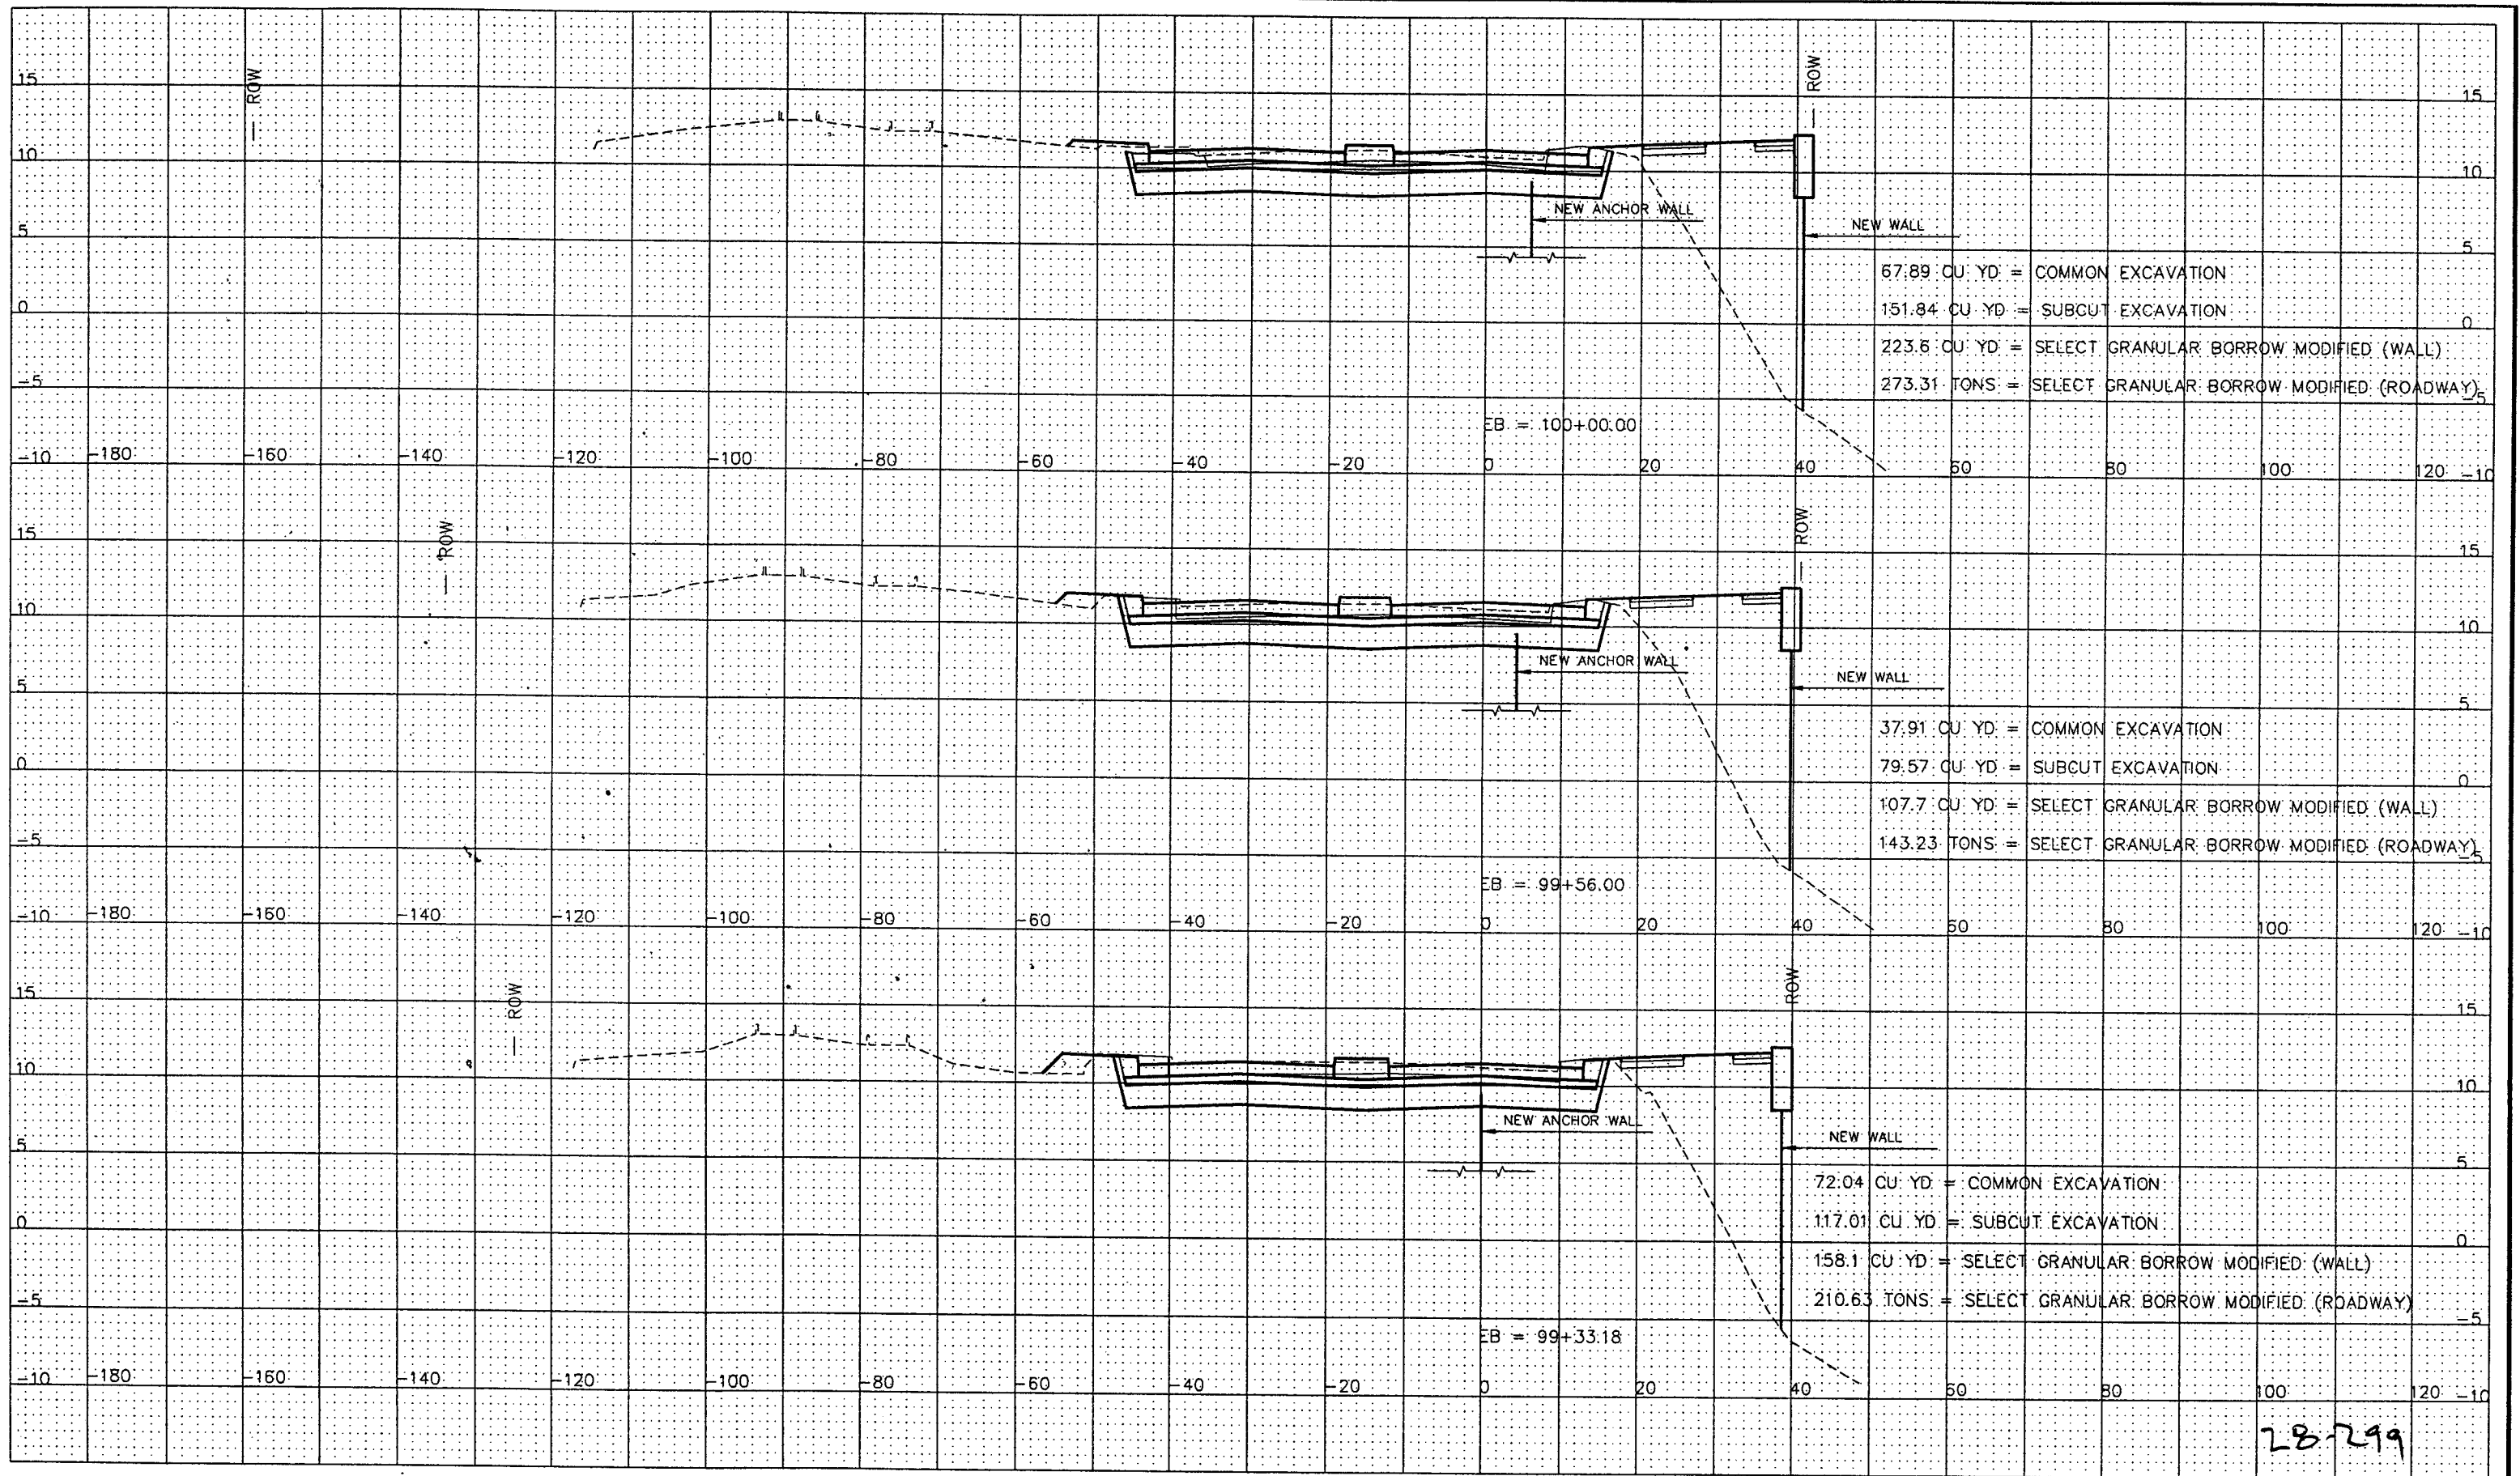 ROW
ROW
15 15
10 10
NEW ANCHOR WALL
5 NEW WALL 5
67.89 CU YD = COMMON EXCAVATION
151.84 CU YD = SUBCUT EXCAVATION
0 0
223.6 CU YD = SELECT GRANULAR BORROW MODIFIED (WALL)
273.31 TONS = SELECT GRANULAR BORROW MODIFIED (ROADWAY)
-5 -5
EB = 100+00.00
-10 -180 -160 -140 -120 -100 -80 -60 -40 -20 0 20 40 60 80 100 120 -10
ROW
ROW
15 15
10 10
NEW ANCHOR WALL
NEW WALL
5 5
37.91 CU YD = COMMON EXCAVATION
79.57 CU YD = SUBCUT EXCAVATION
0 0
107.7 CU YD = SELECT GRANULAR BORROW MODIFIED (WALL)
143.23 TONS = SELECT GRANULAR BORROW MODIFIED (ROADWAY)
-5 -5
EB = 99+56.00
-10 -180 -160 -140 -120 -100 -80 -60 -40 -20 0 20 40 60 80 100 120 -10
ROW
ROW
15 15
10 10
NEW ANCHOR WALL
NEW WALL
5 5
72.04 CU YD = COMMON EXCAVATION
117.01 CU YD = SUBCUT EXCAVATION
0 0
158.1 CU YD = SELECT GRANULAR BORROW MODIFIED (WALL)
210.63 TONS = SELECT GRANULAR BORROW MODIFIED (ROADWAY)
-5 -5
EB = 99+33.18
-10 -180 -160 -140 -120 -100 -80 -60 -40 -20 0 20 40 60 80 100 120 -10
28-299